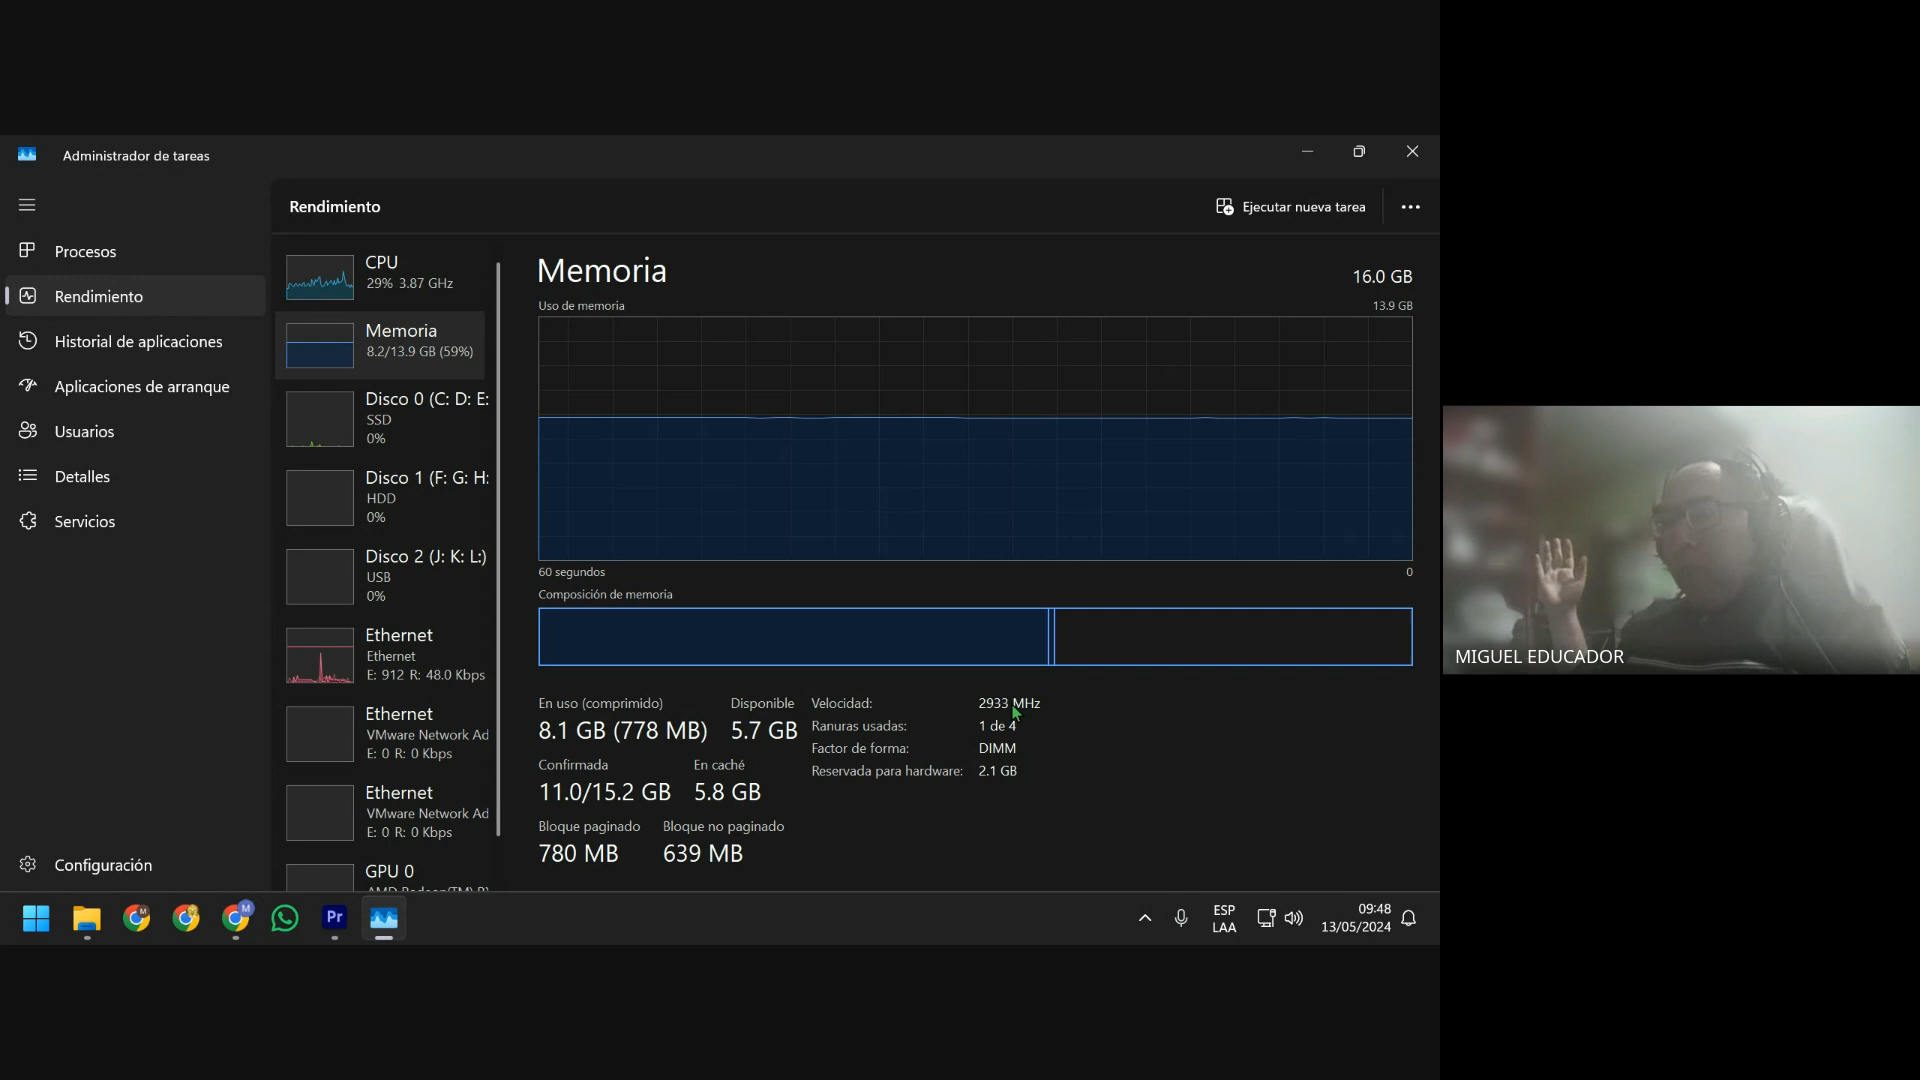 Administrador de tareas
Rendimiento
Ejecutar nueva tarea
Procesos
Rendimiento
Historial de aplicaciones
Aplicaciones de arranque
Usuarios
Detalles
Servicios
Configuración
CPU
29% 3.87 GHz
Memoria
8.2/13.9 GB (59%)
Disco 0 (C: D: E:
SSD
0%
Disco 1 (F: G: H:
HDD
0%
Disco 2 (J: K: L:)
USB
0%
Ethernet
Ethernet
E: 912 R: 48.0 Kbps
Ethernet
VMware Network Ad
E: 0 R: 0 Kbps
Ethernet
VMware Network Ad
E: 0 R: 0 Kbps
GPU 0
Memoria
16.0 GB
Uso de memoria
13.9 GB
60 segundos
0
Composición de memoria
En uso (comprimido)
8.1 GB (778 MB)
Disponible
5.7 GB
Confirmada
11.0/15.2 GB
En caché
5.8 GB
Bloque paginado
780 MB
Bloque no paginado
639 MB
Velocidad: 2933 MHz
Ranuras usadas: 1 de 4
Factor de forma: DIMM
Reservada para hardware: 2.1 GB
M
M
Pr
ESP
LAA
09:48
13/05/2024
MIGUEL EDUCADOR